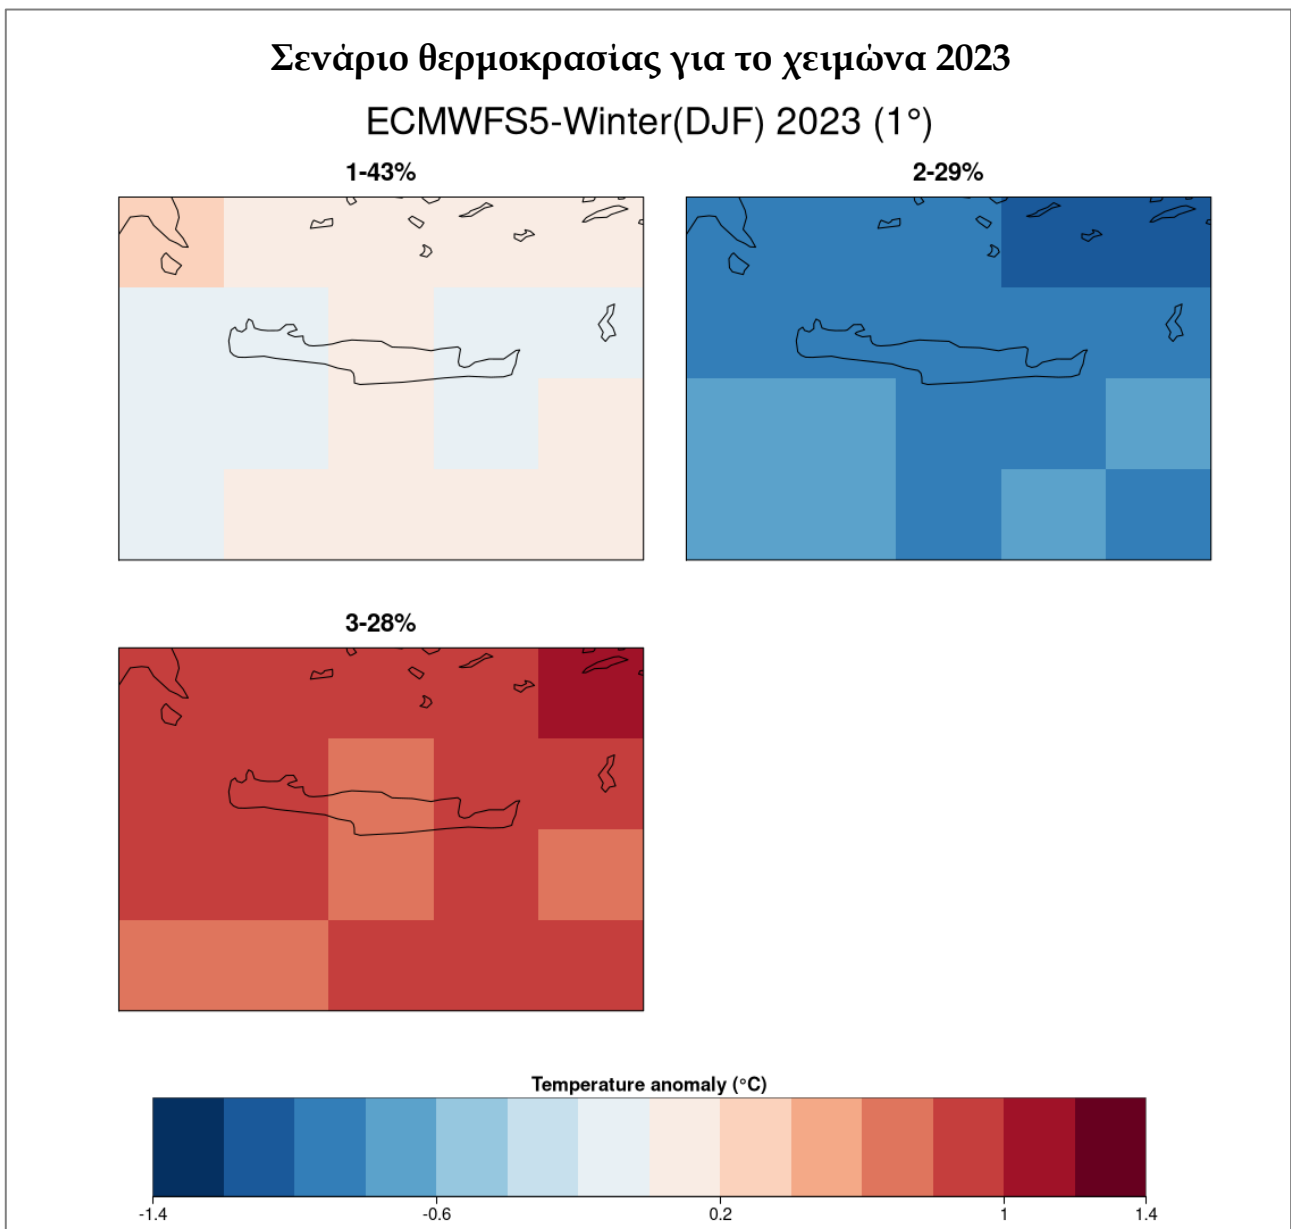 Σενάριο θερμοκρασίας για το χειμώνα 2023
ECMWFS5-Winter(DJF) 2023 (1°)
1-43%
2-29%
3-28%
Temperature anomaly (°C)
-1.4
-0.6
0.2
1
1.4